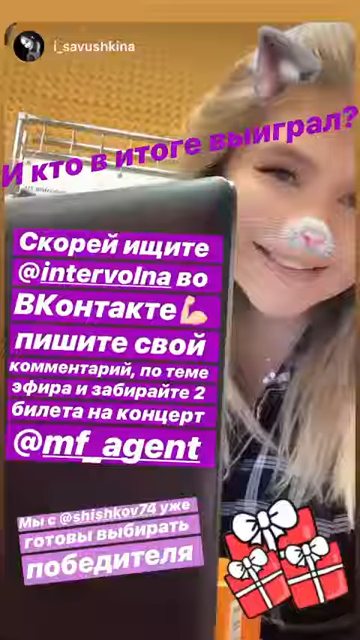 i_savushkina
И кто в итоге выиграл?
Скорей ищите
@intervolna во
ВКонтакте💪🏻
пишите свой
комментарий, по теме
эфира и забирайте 2
билета на концерт
@mf_agent
Мы с @shishkov74 уже
готовы выбирать
победителя